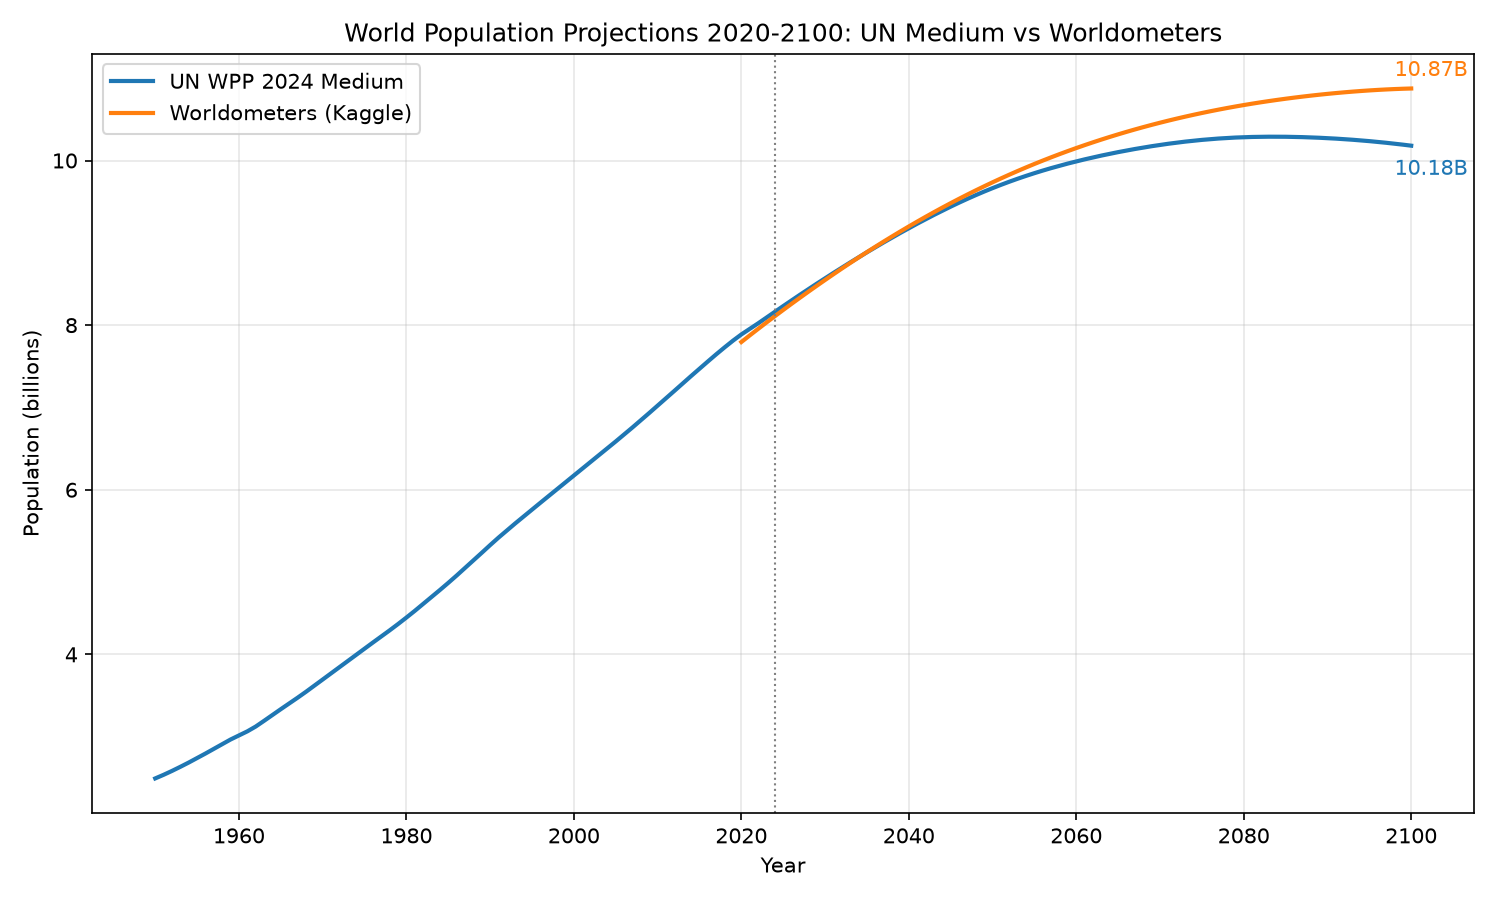 World Population Projections 2020-2100: UN Medium vs Worldometers
UN WPP 2024 Medium
Worldometers (Kaggle)
10.87B
10.18B
Population (billions)
10
8
6
4
1960 1980 2000 2020 2040 2060 2080 2100
Year